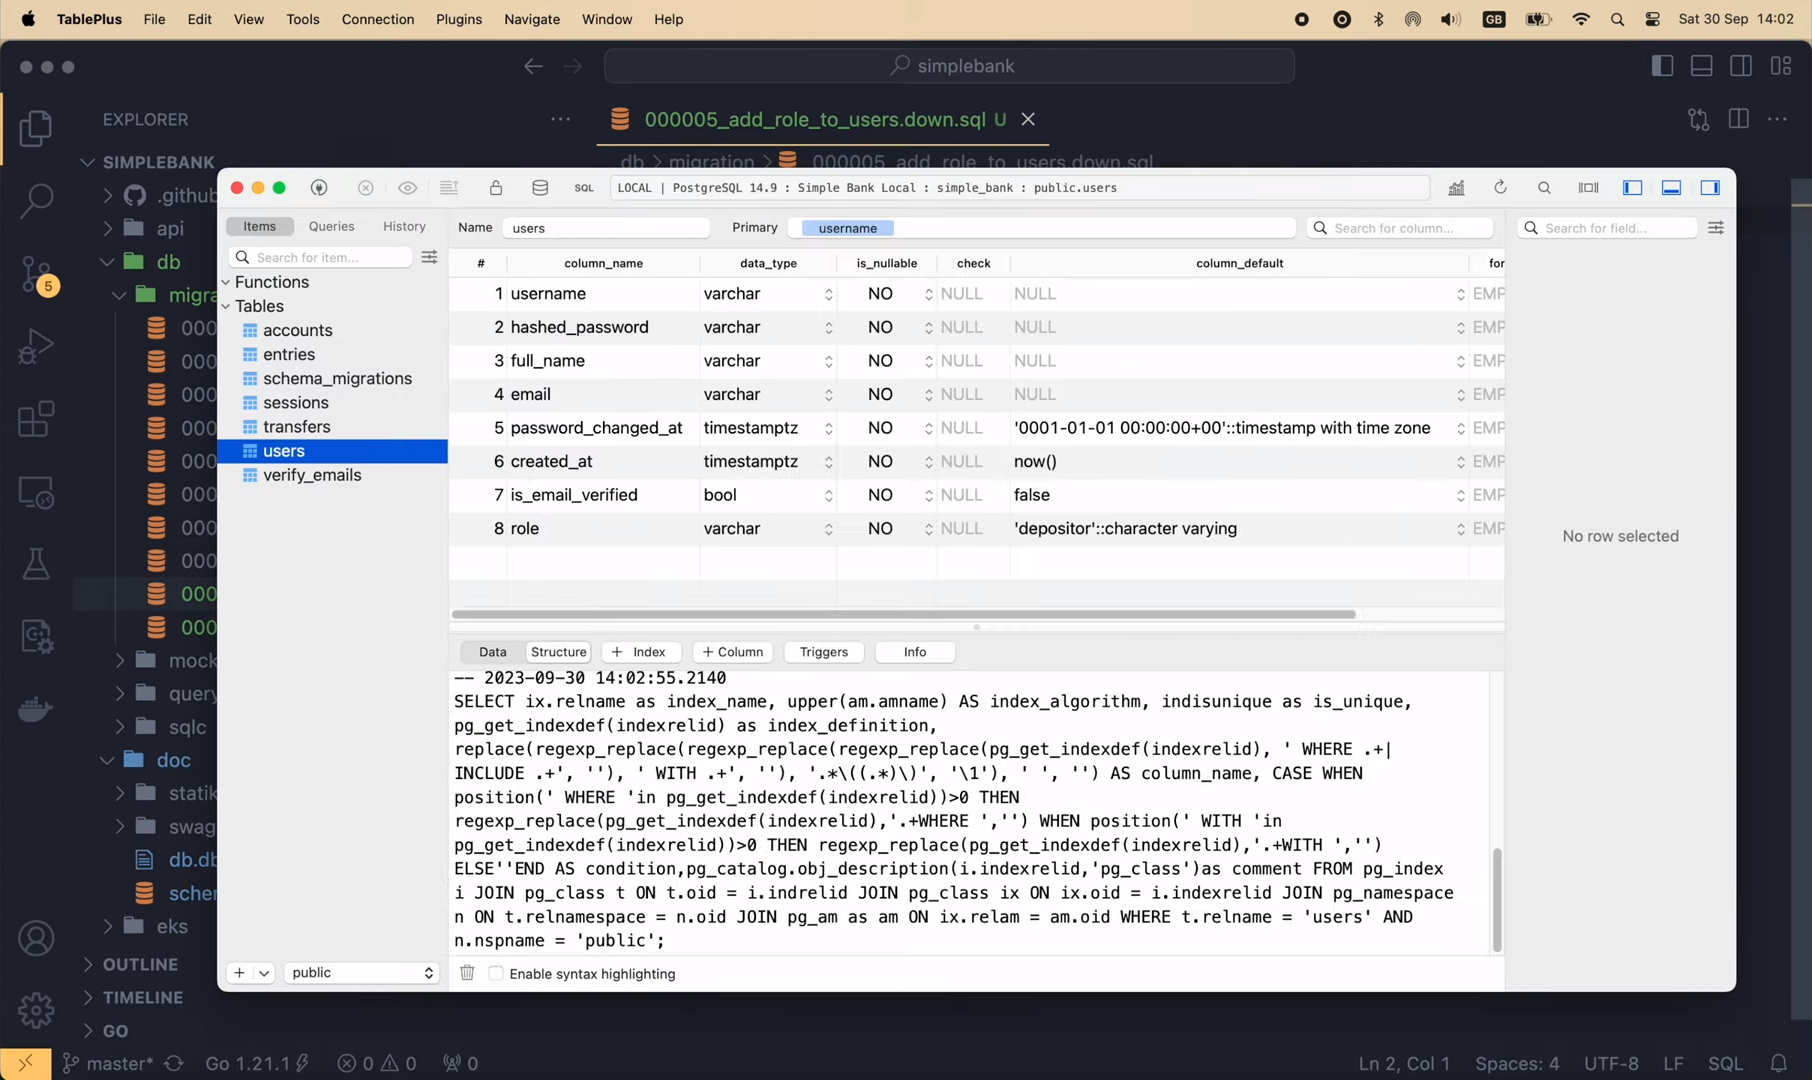 TablePlus File Edit View Tools Connection Plugins Navigate Window Help GB Sat 30 Sep 14:02
simplebank
EXPLORER
000005_add_role_to_users.down.sql U
SIMPLEBANK
db > migration > 000005_add_role_to_users.down.sql
.github
api
db
migra
000
000
000
000
000
000
000
000
000
000
mock
query
sqlc
doc
statik
swag
db.db
schem
eks
OUTLINE
TIMELINE
GO
5
SQL LOCAL | PostgreSQL 14.9 : Simple Bank Local : simple_bank : public.users
Items Queries History
Search for item...
Functions
Tables
accounts
entries
schema_migrations
sessions
transfers
users
verify_emails
public
Name users Primary username Search for column... Search for field...
# column_name data_type is_nullable check column_default for
1 username varchar NO NULL NULL EMP
2 hashed_password varchar NO NULL NULL EMP
3 full_name varchar NO NULL NULL EMP
4 email varchar NO NULL NULL EMP
5 password_changed_at timestamptz NO NULL '0001-01-01 00:00:00+00'::timestamp with time zone EMP
6 created_at timestamptz NO NULL now() EMP
7 is_email_verified bool NO NULL false EMP
8 role varchar NO NULL 'depositor'::character varying EMP
No row selected
Data Structure + Index + Column Triggers Info
-- 2023-09-30 14:02:55.2140
SELECT ix.relname as index_name, upper(am.amname) AS index_algorithm, indisunique as is_unique,
pg_get_indexdef(indexrelid) as index_definition,
replace(regexp_replace(regexp_replace(regexp_replace(pg_get_indexdef(indexrelid), ' WHERE .+|
INCLUDE .+', ''), ' WITH .+', ''), '.*\((.*)\)', '\1'), ' ', '') AS column_name, CASE WHEN
position(' WHERE 'in pg_get_indexdef(indexrelid))>0 THEN
regexp_replace(pg_get_indexdef(indexrelid),'.+WHERE ','') WHEN position(' WITH 'in
pg_get_indexdef(indexrelid))>0 THEN regexp_replace(pg_get_indexdef(indexrelid),'.+WITH ','')
ELSE''END AS condition,pg_catalog.obj_description(i.indexrelid,'pg_class')as comment FROM pg_index
i JOIN pg_class t ON t.oid = i.indrelid JOIN pg_class ix ON ix.oid = i.indexrelid JOIN pg_namespace
n ON t.relnamespace = n.oid JOIN pg_am as am ON ix.relam = am.oid WHERE t.relname = 'users' AND
n.nspname = 'public';
Enable syntax highlighting
master* Go 1.21.1 0 0 0 Ln 2, Col 1 Spaces: 4 UTF-8 LF SQL